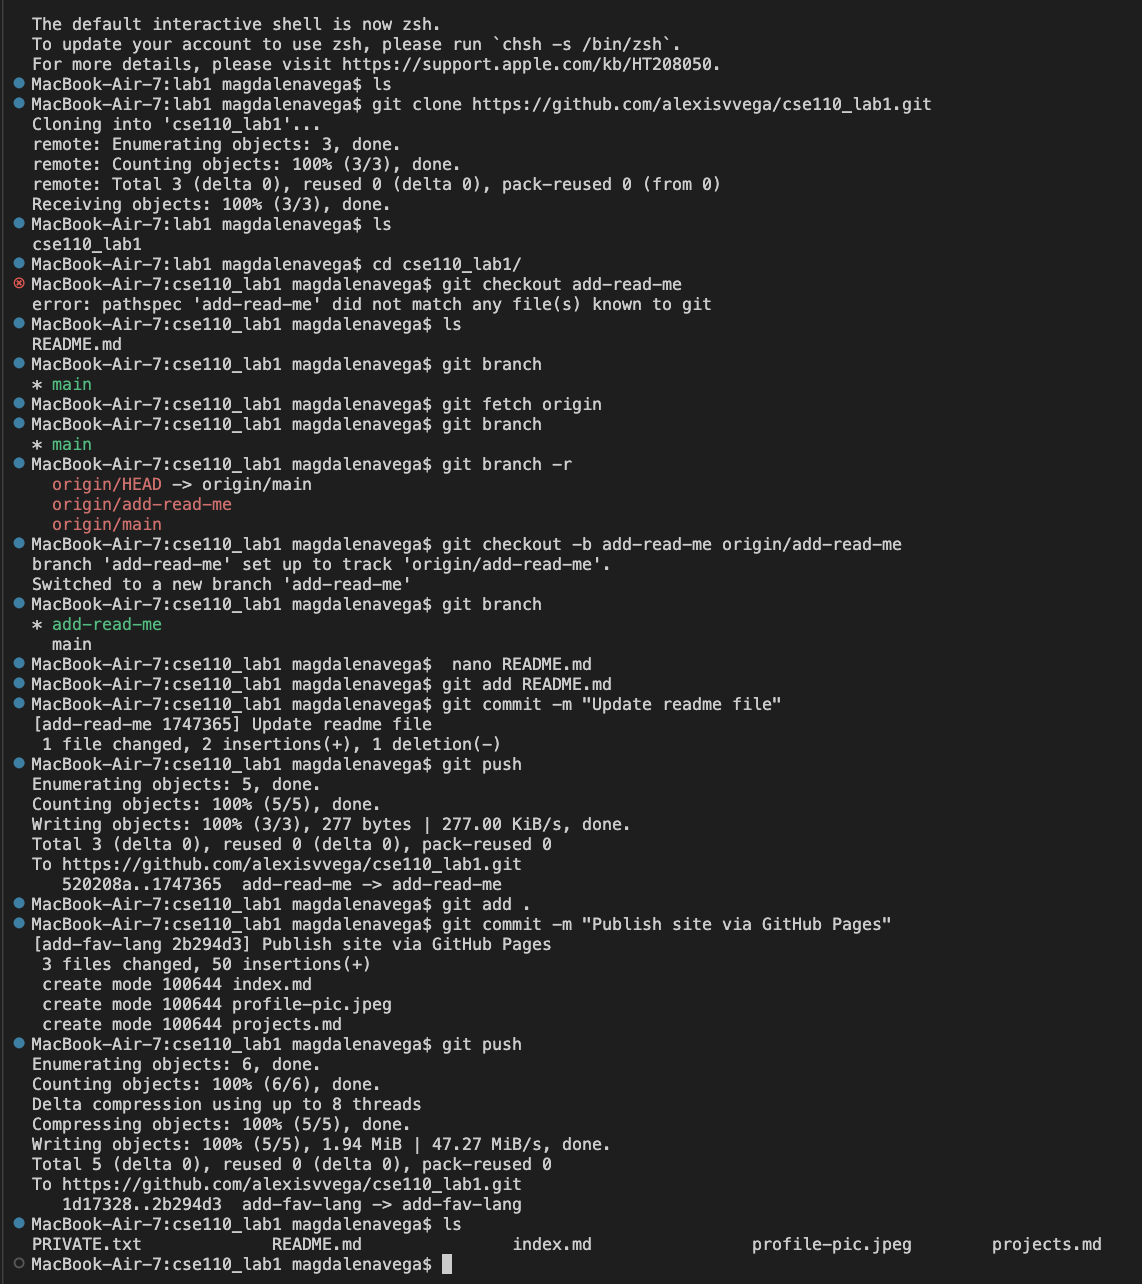 The default interactive shell is now zsh.
To update your account to use zsh, please run `chsh -s /bin/zsh`.
For more details, please visit https://support.apple.com/kb/HT208050.
MacBook-Air-7:lab1 magdalenavega$ ls
MacBook-Air-7:lab1 magdalenavega$ git clone https://github.com/alexisvvega/cse110_lab1.git
Cloning into 'cse110_lab1'...
remote: Enumerating objects: 3, done.
remote: Counting objects: 100% (3/3), done.
remote: Total 3 (delta 0), reused 0 (delta 0), pack-reused 0 (from 0)
Receiving objects: 100% (3/3), done.
MacBook-Air-7:lab1 magdalenavega$ ls
cse110_lab1
MacBook-Air-7:lab1 magdalenavega$ cd cse110_lab1/
MacBook-Air-7:cse110_lab1 magdalenavega$ git checkout add-read-me
error: pathspec 'add-read-me' did not match any file(s) known to git
MacBook-Air-7:cse110_lab1 magdalenavega$ ls
README.md
MacBook-Air-7:cse110_lab1 magdalenavega$ git branch
* main
MacBook-Air-7:cse110_lab1 magdalenavega$ git fetch origin
MacBook-Air-7:cse110_lab1 magdalenavega$ git branch
* main
MacBook-Air-7:cse110_lab1 magdalenavega$ git branch -r
  origin/HEAD -> origin/main
  origin/add-read-me
  origin/main
MacBook-Air-7:cse110_lab1 magdalenavega$ git checkout -b add-read-me origin/add-read-me
branch 'add-read-me' set up to track 'origin/add-read-me'.
Switched to a new branch 'add-read-me'
MacBook-Air-7:cse110_lab1 magdalenavega$ git branch
* add-read-me
  main
MacBook-Air-7:cse110_lab1 magdalenavega$  nano README.md
MacBook-Air-7:cse110_lab1 magdalenavega$ git add README.md
MacBook-Air-7:cse110_lab1 magdalenavega$ git commit -m "Update readme file"
[add-read-me 1747365] Update readme file
 1 file changed, 2 insertions(+), 1 deletion(-)
MacBook-Air-7:cse110_lab1 magdalenavega$ git push
Enumerating objects: 5, done.
Counting objects: 100% (5/5), done.
Writing objects: 100% (3/3), 277 bytes | 277.00 KiB/s, done.
Total 3 (delta 0), reused 0 (delta 0), pack-reused 0
To https://github.com/alexisvvega/cse110_lab1.git
   520208a..1747365  add-read-me -> add-read-me
MacBook-Air-7:cse110_lab1 magdalenavega$ git add .
MacBook-Air-7:cse110_lab1 magdalenavega$ git commit -m "Publish site via GitHub Pages"
[add-fav-lang 2b294d3] Publish site via GitHub Pages
 3 files changed, 50 insertions(+)
 create mode 100644 index.md
 create mode 100644 profile-pic.jpeg
 create mode 100644 projects.md
MacBook-Air-7:cse110_lab1 magdalenavega$ git push
Enumerating objects: 6, done.
Counting objects: 100% (6/6), done.
Delta compression using up to 8 threads
Compressing objects: 100% (5/5), done.
Writing objects: 100% (5/5), 1.94 MiB | 47.27 MiB/s, done.
Total 5 (delta 0), reused 0 (delta 0), pack-reused 0
To https://github.com/alexisvvega/cse110_lab1.git
   1d17328..2b294d3  add-fav-lang -> add-fav-lang
MacBook-Air-7:cse110_lab1 magdalenavega$ ls
PRIVATE.txt             README.md               index.md                profile-pic.jpeg        projects.md
MacBook-Air-7:cse110_lab1 magdalenavega$